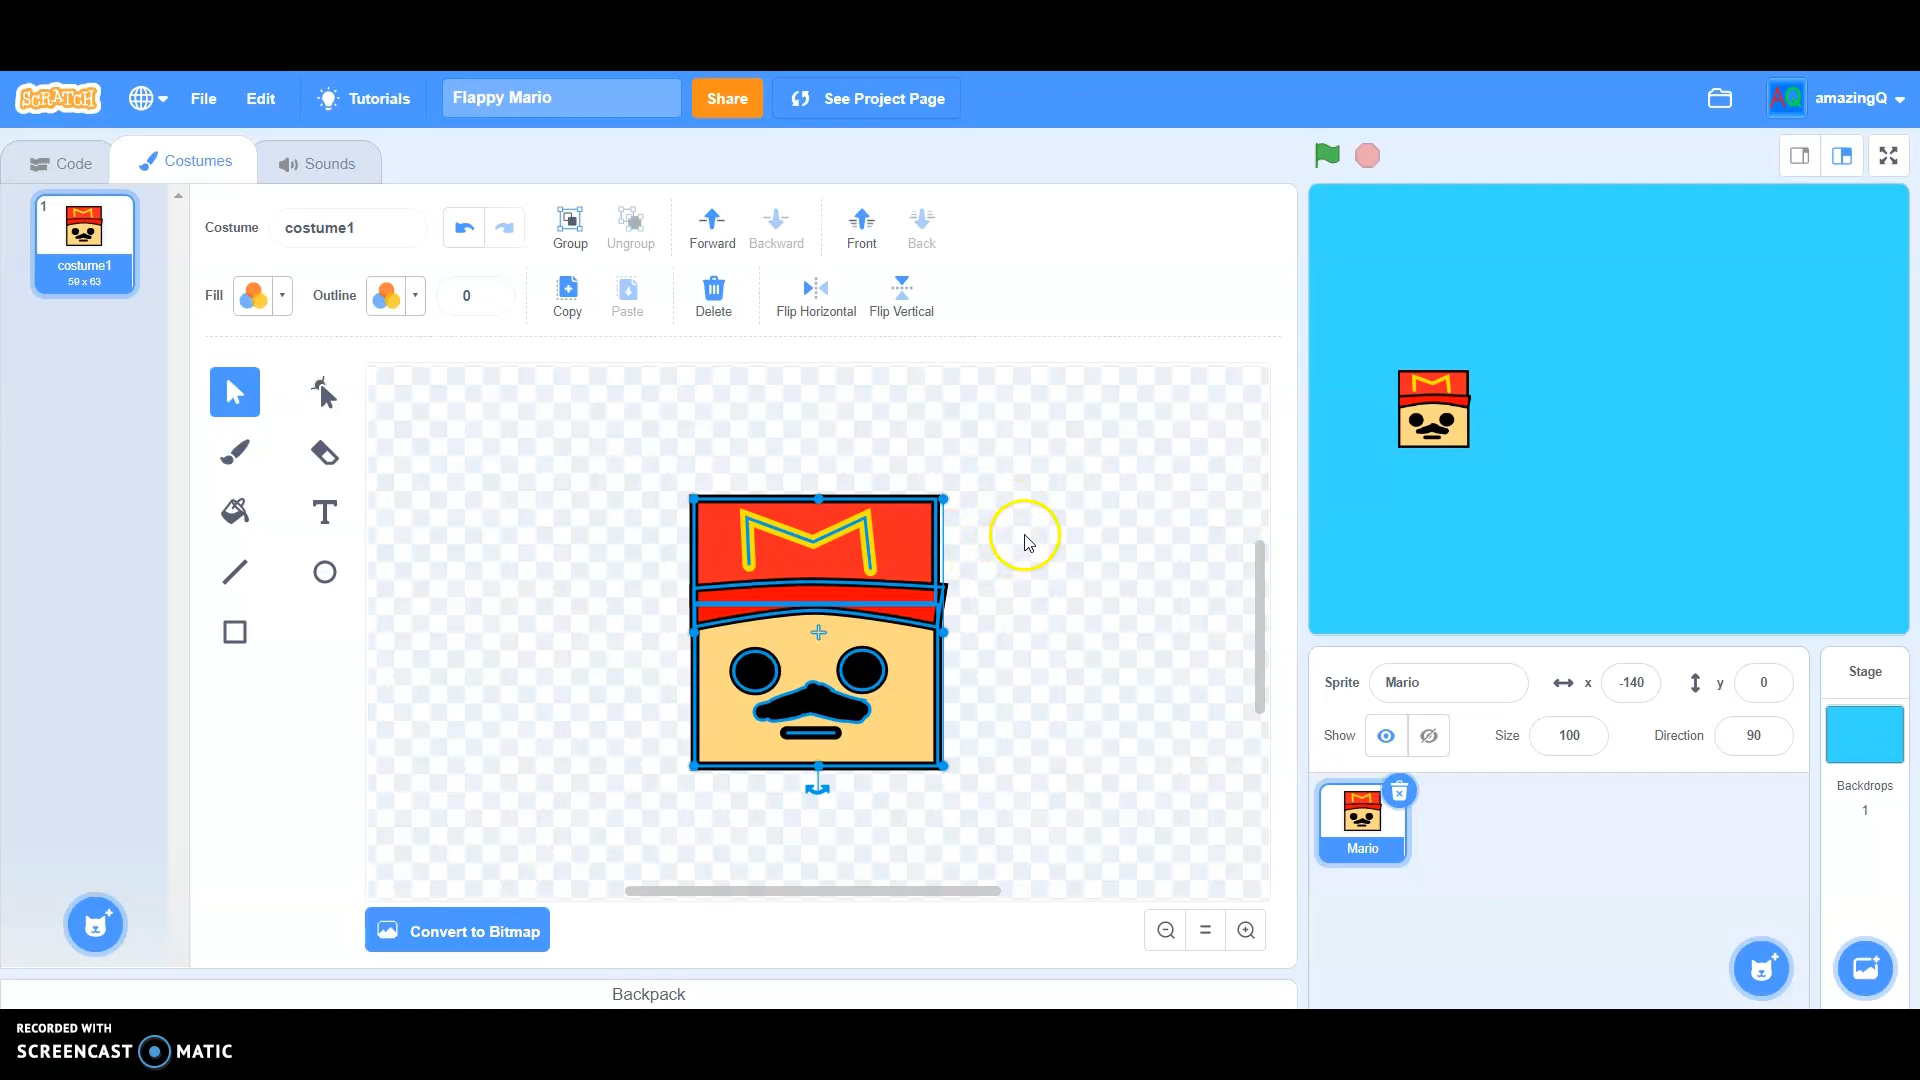 SCRATCH File Edit Tutorials Flappy Mario Share See Project Page AQ amazingQ
Code Costumes Sounds
1
costume1
59 x 63
Costume costume1 Group Ungroup Forward Backward Front Back
Fill Outline 0 Copy Paste Delete Flip Horizontal Flip Vertical
T
M
M
Convert to Bitmap
=
Backpack
Sprite Mario x -140 y 0
Show Size 100 Direction 90
Mario
Stage
Backdrops
1
RECORDED WITH
SCREENCAST MATIC